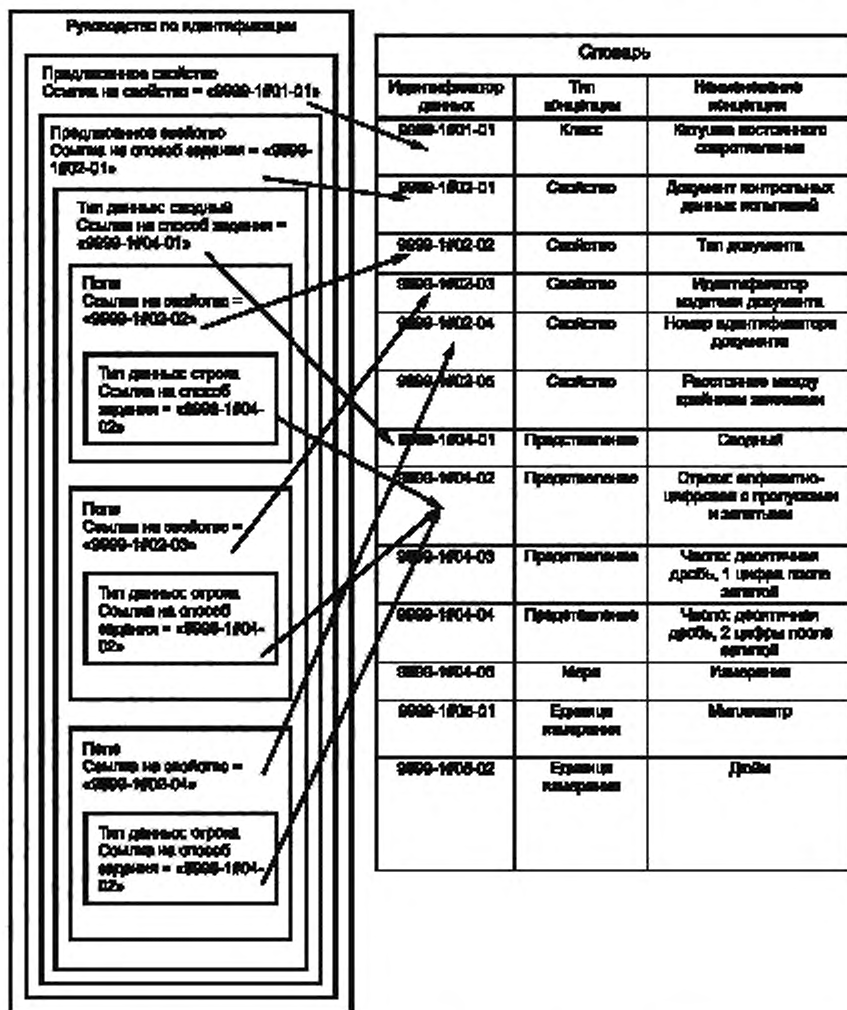 Руководство по идентификации
Предписанное свойство
Ссылка на свойство = «9999-1#01-01»
Предписанное свойство
Ссылка на способ задания = «9999-
1#02-01»
Тип данных: сводный
Ссылка на способ задания =
«9999-1#04-01»
Поле
Ссылка на свойство =
«9999-1#02-02»
Тип данных: строка
Ссылка на способ
задания = «9999-1#04-
02»
Поле
Ссылка на свойство =
«9999-1#02-03»
Тип данных: строка
Ссылка на способ
задания = «9999-1#04-
02»
Поле
Ссылка на свойство =
«9999-1#02-04»
Тип данных: строка
Ссылка на способ
задания = «9999-1#04-
02»
Словарь
Идентификатор данных Тип концепции Наименование концепции
9999-1#01-01 Класс Катушка постоянного
сопротивления
9999-1#02-01 Свойство Документ контрольных
данных испытаний
9999-1#02-02 Свойство Тип документа
9999-1#02-03 Свойство Идентификатор
издателя документа
9999-1#02-04 Свойство Номер идентификатора
документа
9999-1#02-05 Свойство Расстояние между
крайними
9999-1#04-01 Представление Сводный
9999-1#04-02 Представление Строка: алфавитно-
цифровая с пропусками
и запятыми
9999-1#04-03 Представление Число: десятичная
дробь, 1 цифра после
запятой
9999-1#04-04 Представление Число: десятичная
дробь, 2 цифры после
запятой
9999-1#04-05 Мера Измерение
9999-1#05-01 Единица
измерения Миллиметр
9999-1#05-02 Единица
измерения Дюйм